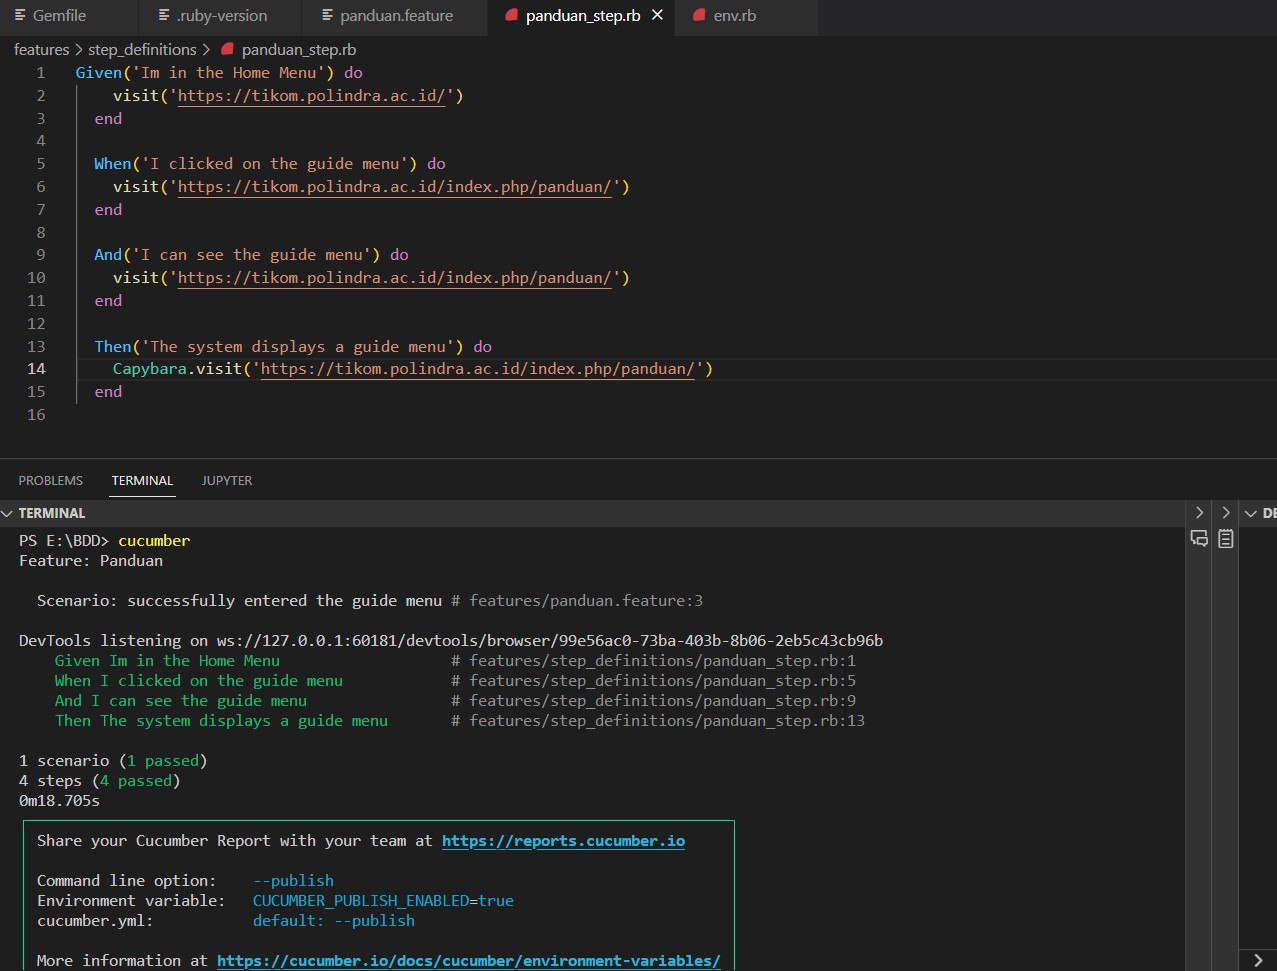 Gemfile .ruby-version panduan.feature panduan_step.rb env.rb
features > step_definitions > panduan_step.rb
1 Given('Im in the Home Menu') do
2 visit('https://tikom.polindra.ac.id/')
3 end
4
5 When('I clicked on the guide menu') do
6 visit('https://tikom.polindra.ac.id/index.php/panduan/')
7 end
8
9 And('I can see the guide menu') do
10 visit('https://tikom.polindra.ac.id/index.php/panduan/')
11 end
12
13 Then('The system displays a guide menu') do
14 Capybara.visit('https://tikom.polindra.ac.id/index.php/panduan/')
15 end
16
PROBLEMS TERMINAL JUPYTER
TERMINAL DE
PS E:\BDD> cucumber
Feature: Panduan
Scenario: successfully entered the guide menu # features/panduan.feature:3
DevTools listening on ws://127.0.0.1:60181/devtools/browser/99e56ac0-73ba-403b-8b06-2eb5c43cb96b
Given Im in the Home Menu # features/step_definitions/panduan_step.rb:1
When I clicked on the guide menu # features/step_definitions/panduan_step.rb:5
And I can see the guide menu # features/step_definitions/panduan_step.rb:9
Then The system displays a guide menu # features/step_definitions/panduan_step.rb:13
1 scenario (1 passed)
4 steps (4 passed)
0m18.705s
Share your Cucumber Report with your team at https://reports.cucumber.io
Command line option: --publish
Environment variable: CUCUMBER_PUBLISH_ENABLED=true
cucumber.yml: default: --publish
More information at https://cucumber.io/docs/cucumber/environment-variables/